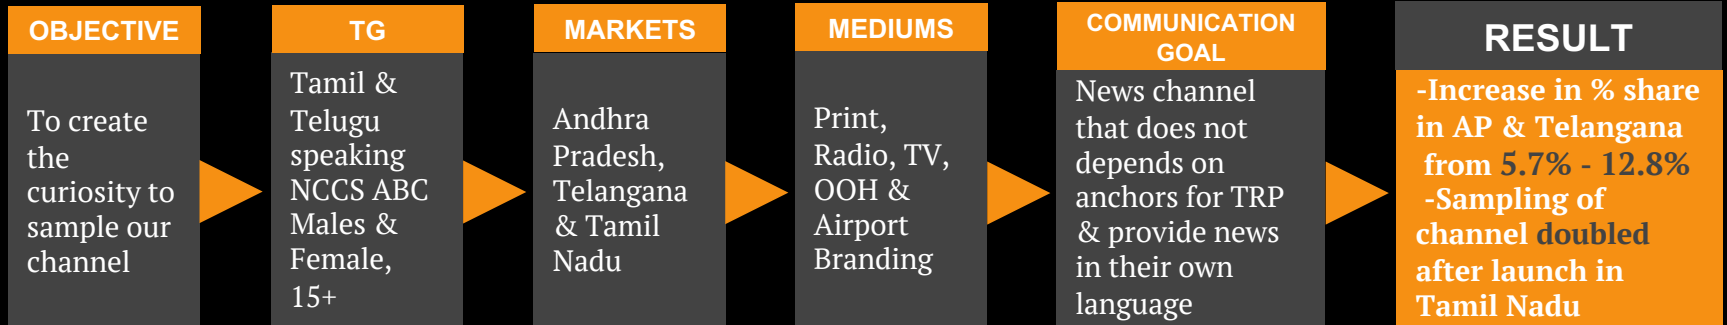 OBJECTIVE
To create
the
curiosity to
sample our
channel
TG
Tamil &
Telugu
speaking
NCCS ABC
Males &
Female,
15+
MARKETS
Andhra
Pradesh,
Telangana
& Tamil
Nadu
MEDIUMS
Print,
Radio, TV,
OOH &
Airport
Branding
COMMUNICATION
GOAL
News channel
that does not
depends on
anchors for TRP
& provide news
in their own
language
RESULT
-Increase in % share
in AP & Telangana
from 5.7% - 12.8%
-Sampling of
channel doubled
after launch in
Tamil Nadu